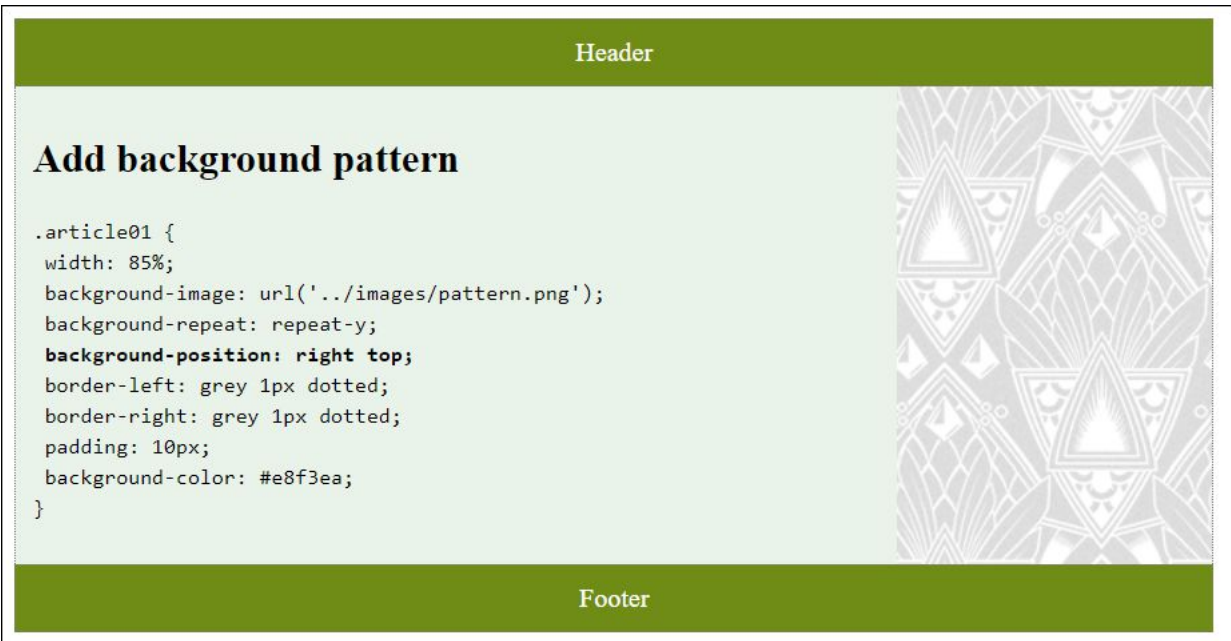 Header
Add background pattern
.article01 {
width: 85%;
background-image: url('../images/pattern.png');
background-repeat: repeat-y;
background-position: right top;
border-left: grey 1px dotted;
border-right: grey 1px dotted;
padding: 10px;
background-color: #e8f3ea;
}
Footer